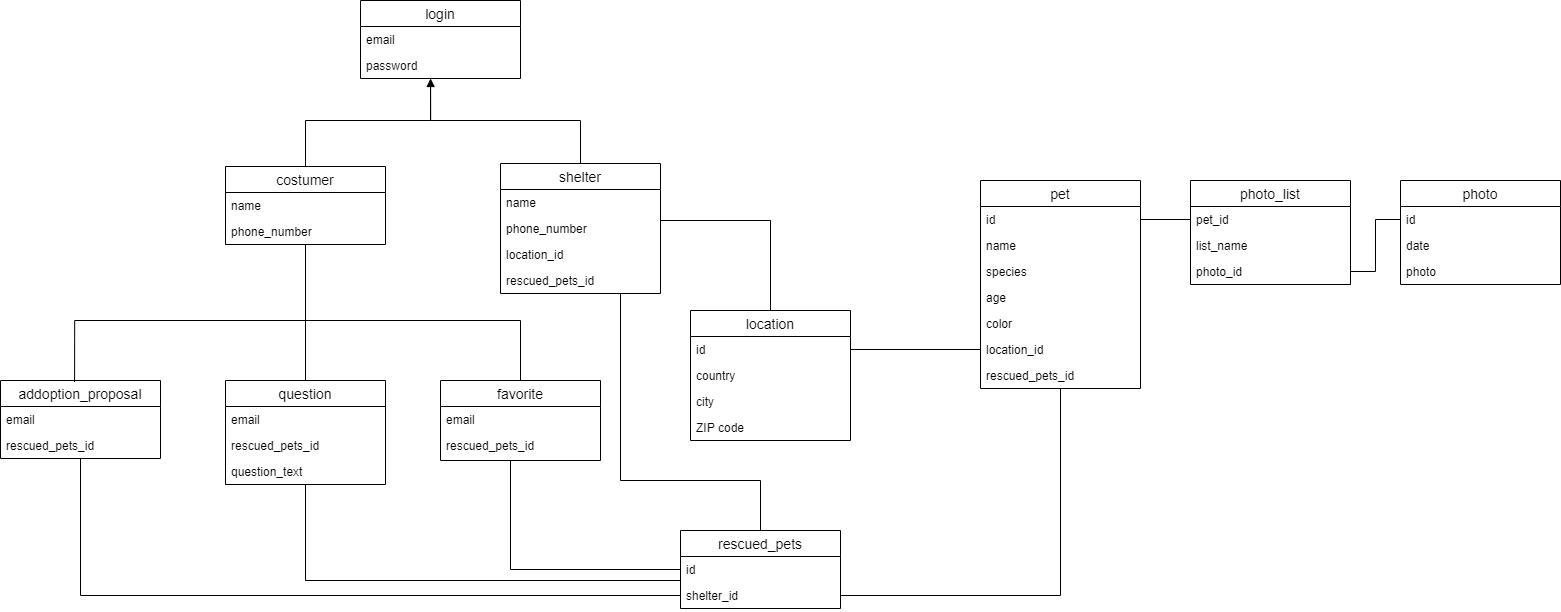 login
email
password
costumer
name
phone_number
shelter
name
phone_number
location_id
rescued_pets_id
pet
id
name
species
age
color
location_id
rescued_pets_id
photo_list
pet_id
list_name
photo_id
photo
id
date
photo
location
id
country
city
ZIP code
addoption_proposal
email
rescued_pets_id
question
email
rescued_pets_id
question_text
favorite
email
rescued_pets_id
rescued_pets
id
shelter_id